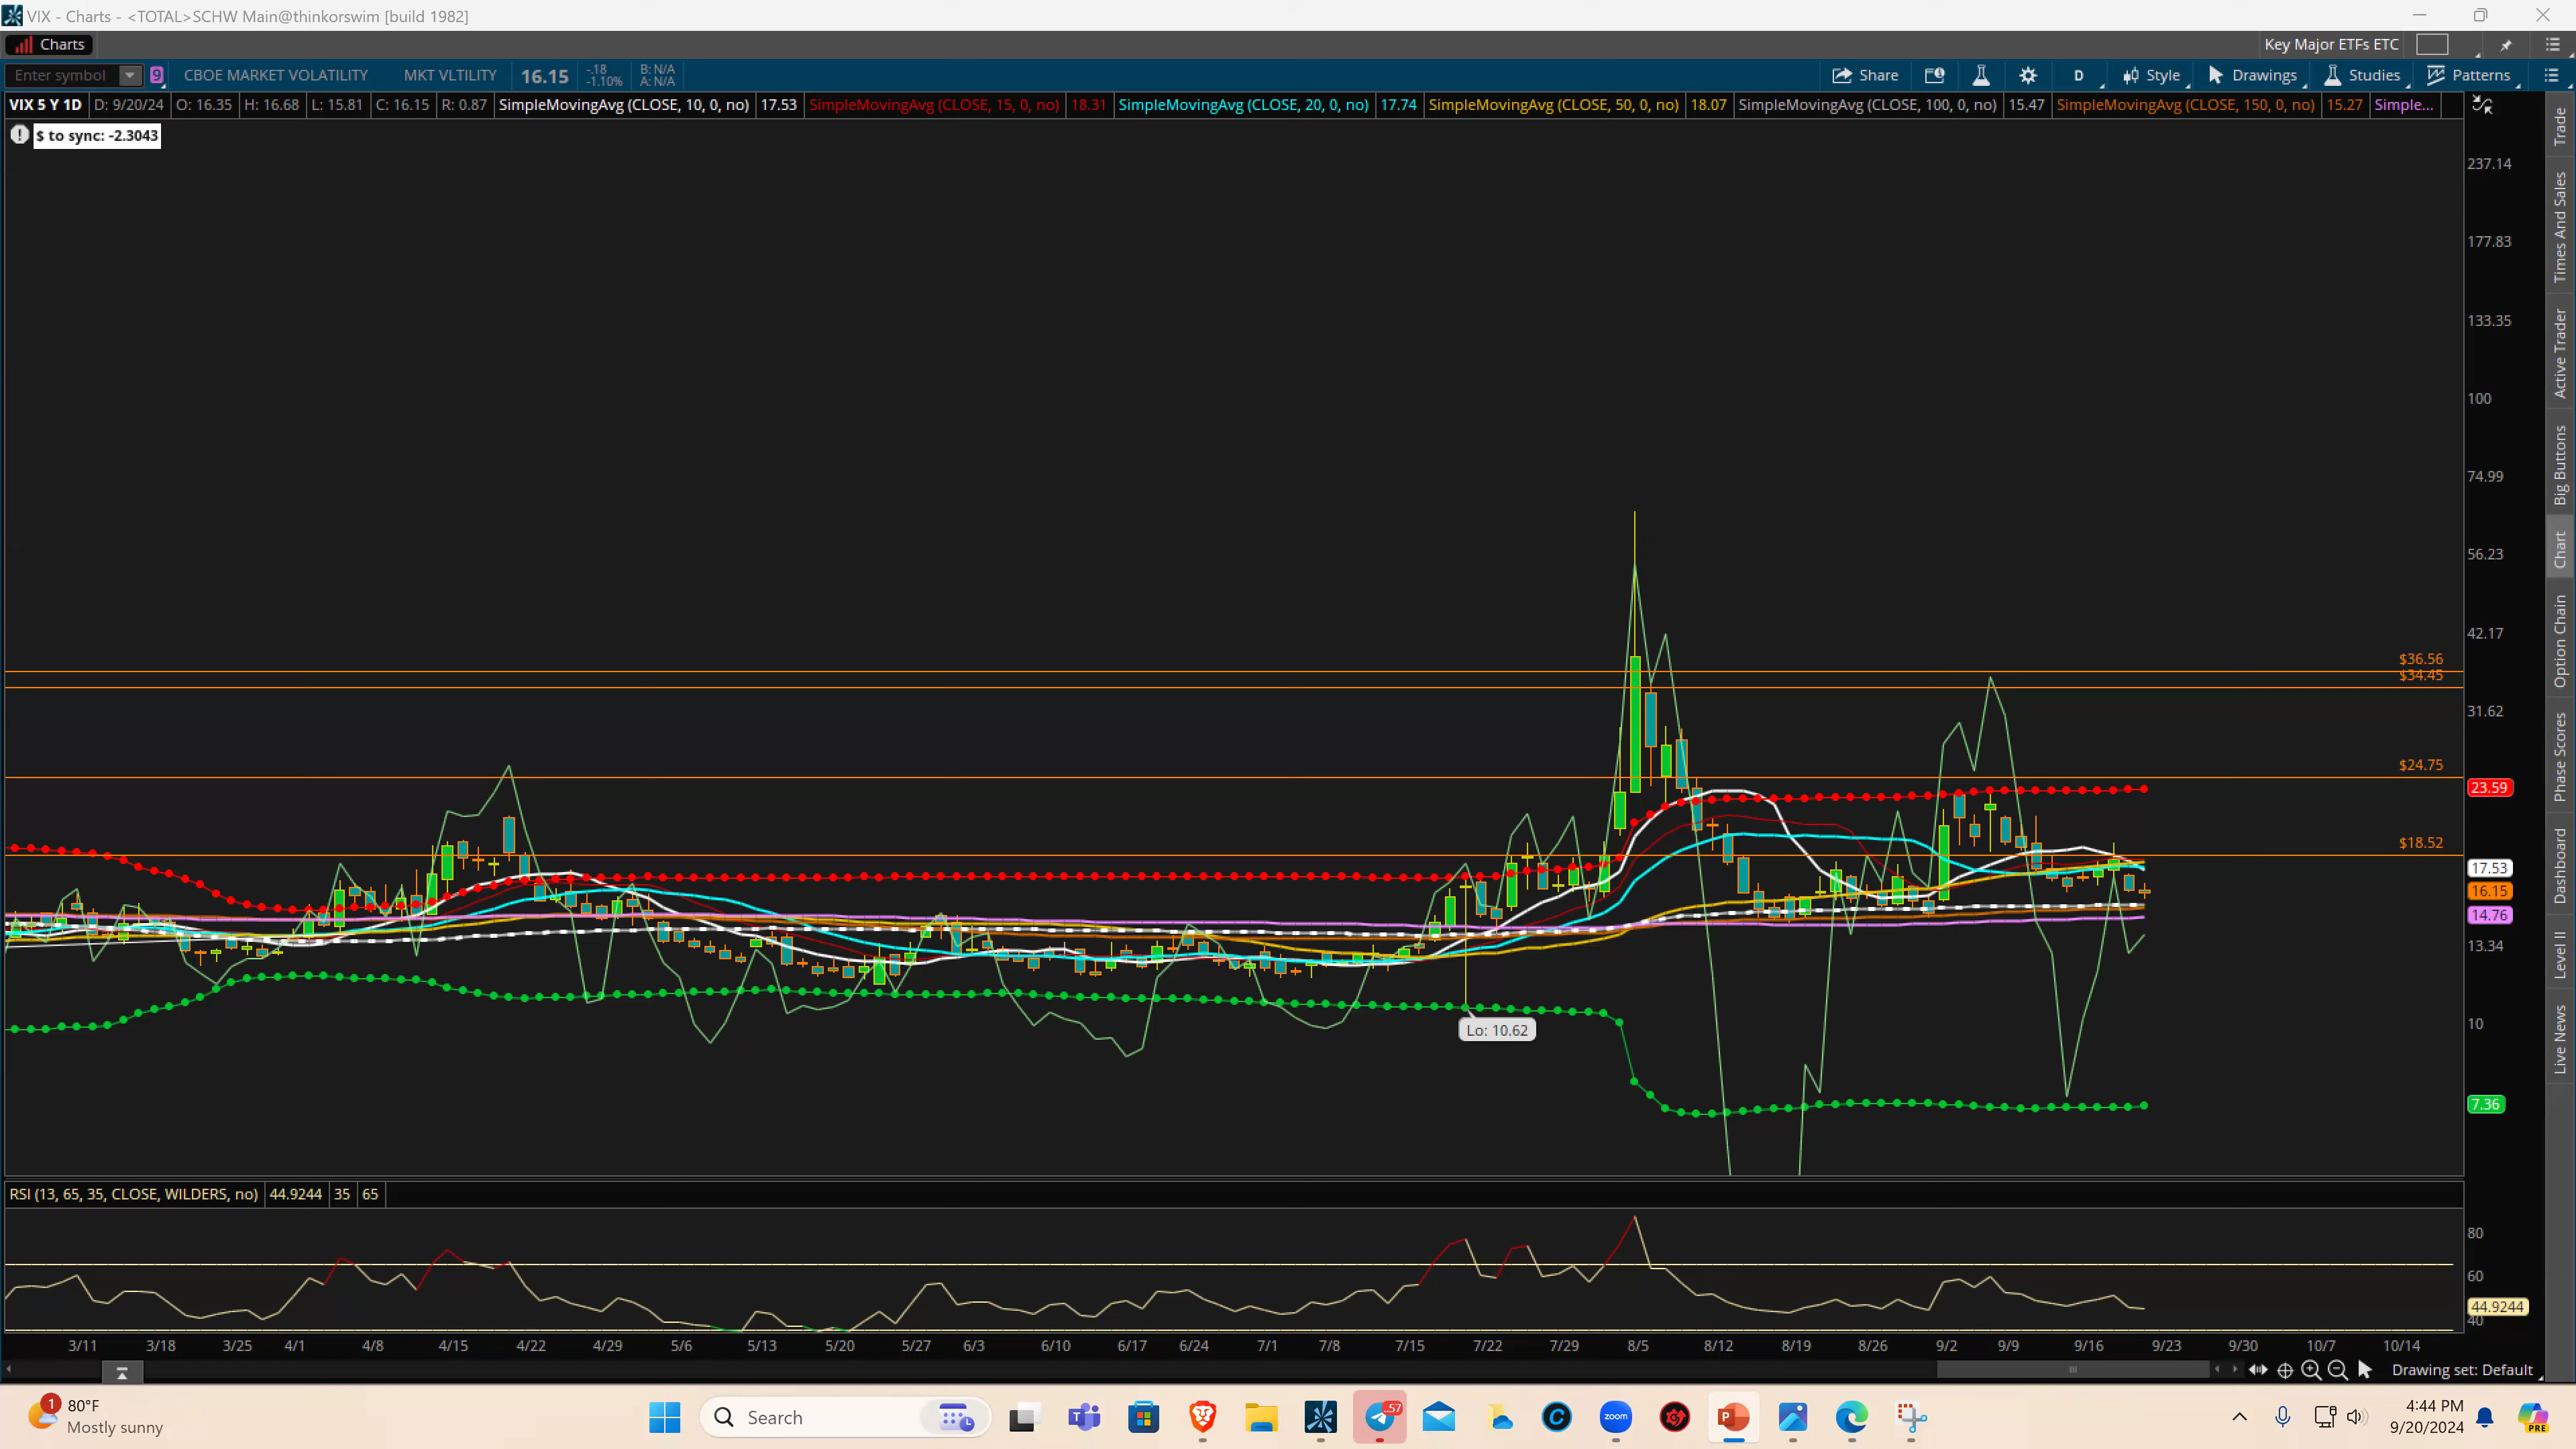 VIX - Charts - <TOTAL>SCHW Main@thinkorswim [build 1982]
Charts
Key Major ETFs ETC
Enter symbol
9
CBOE MARKET VOLATILITY
MKT VLTILITY
16.15
-.18
-1.10%
B: N/A
A: N/A
Share
D
Style
Drawings
Studies
Patterns
VIX 5 Y 1D
D: 9/20/24
O: 16.35
H: 16.68
L: 15.81
C: 16.15
R: 0.87
SimpleMovingAvg (CLOSE, 10, 0, no)
17.53
SimpleMovingAvg (CLOSE, 15, 0, no)
18.31
SimpleMovingAvg (CLOSE, 20, 0, no)
17.74
SimpleMovingAvg (CLOSE, 50, 0, no)
18.07
SimpleMovingAvg (CLOSE, 100, 0, no)
15.47
SimpleMovingAvg (CLOSE, 150, 0, no)
15.27
Simple...
$ to sync: -2.3043
237.14
177.83
133.35
100
74.99
56.23
42.17
31.62
23.59
17.53
16.15
14.76
13.34
10
7.36
$36.56
$34.45
$24.75
$18.52
Lo: 10.62
Trade
Times And Sales
Active Trader
Big Buttons
Chart
Option Chain
Phase Scores
Dashboard
Level II
Live News
RSI (13, 65, 35, CLOSE, WILDERS, no)
44.9244
35
65
80
60
44.9244
40
3/11
3/18
3/25
4/1
4/8
4/15
4/22
4/29
5/6
5/13
5/20
5/27
6/3
6/10
6/17
6/24
7/1
7/8
7/15
7/22
7/29
8/5
8/12
8/19
8/26
9/2
9/9
9/16
9/23
9/30
10/7
10/14
Drawing set: Default
1
80°F
Mostly sunny
Search
.57
zoom
4:44 PM
9/20/2024
PRE